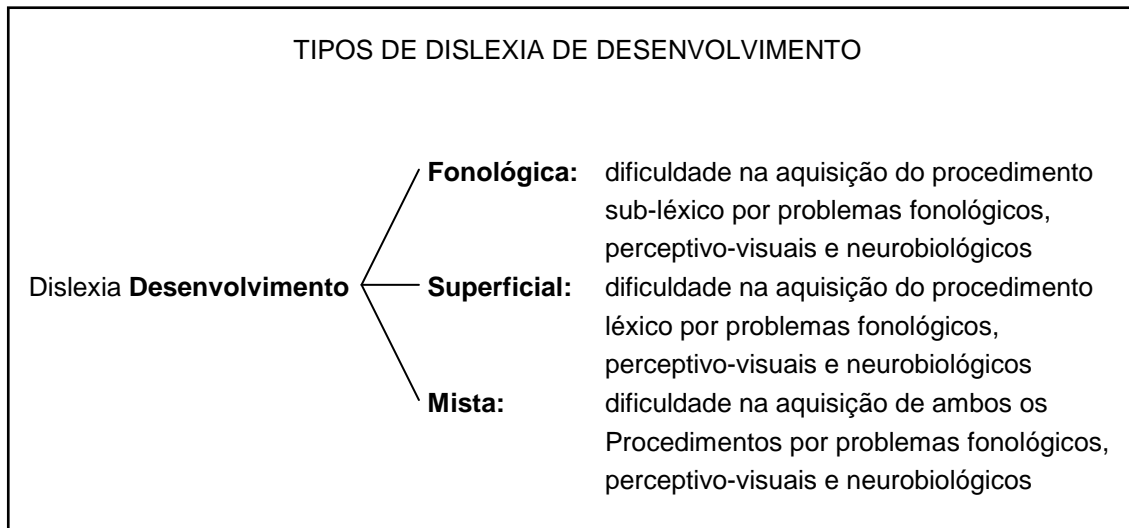 TIPOS DE DISLEXIA DE DESENVOLVIMENTO
Fonológica: dificuldade na aquisição do procedimento
sub-léxico por problemas fonológicos,
perceptivo-visuais e neurobiológicos
Dislexia Desenvolvimento Superficial: dificuldade na aquisição do procedimento
léxico por problemas fonológicos,
perceptivo-visuais e neurobiológicos
Mista: dificuldade na aquisição de ambos os
Procedimentos por problemas fonológicos,
perceptivo-visuais e neurobiológicos